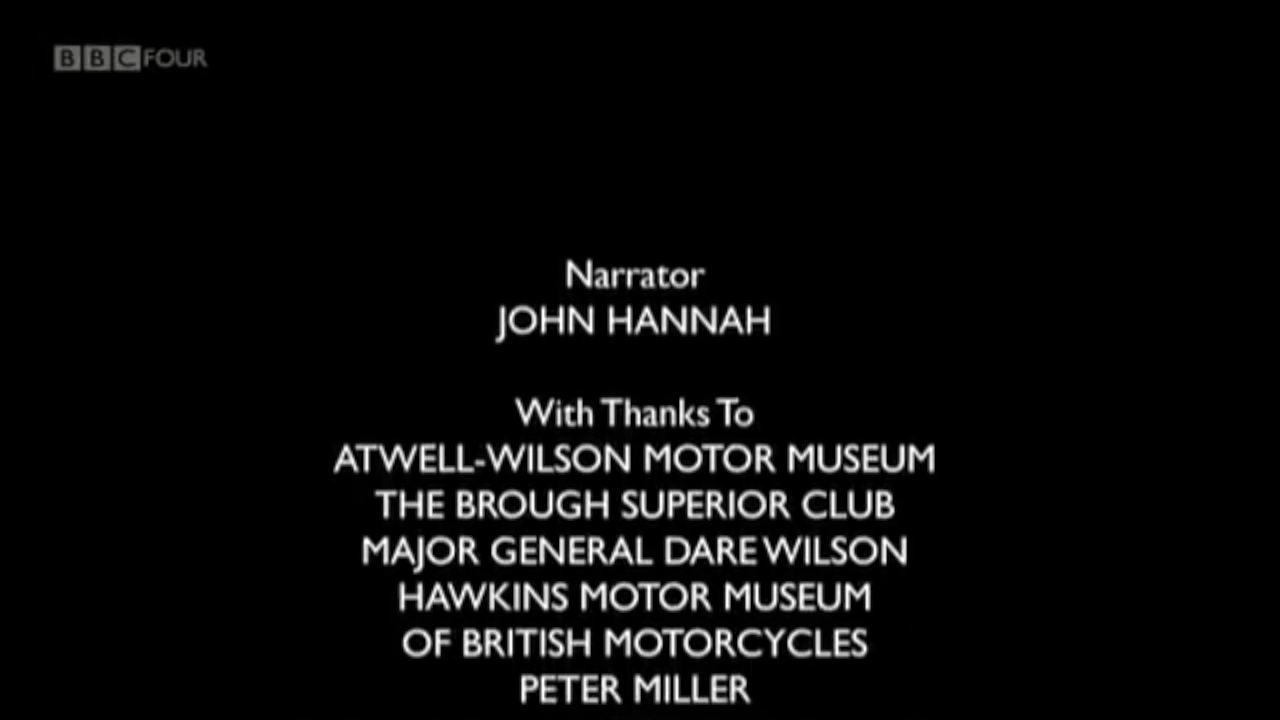 BBC FOUR
Narrator
JOHN HANNAH
With Thanks To
ATWELL-WILSON MOTOR MUSEUM
THE BROUGH SUPERIOR CLUB
MAJOR GENERAL DARE WILSON
HAWKINS MOTOR MUSEUM
OF BRITISH MOTORCYCLES
PETER MILLER